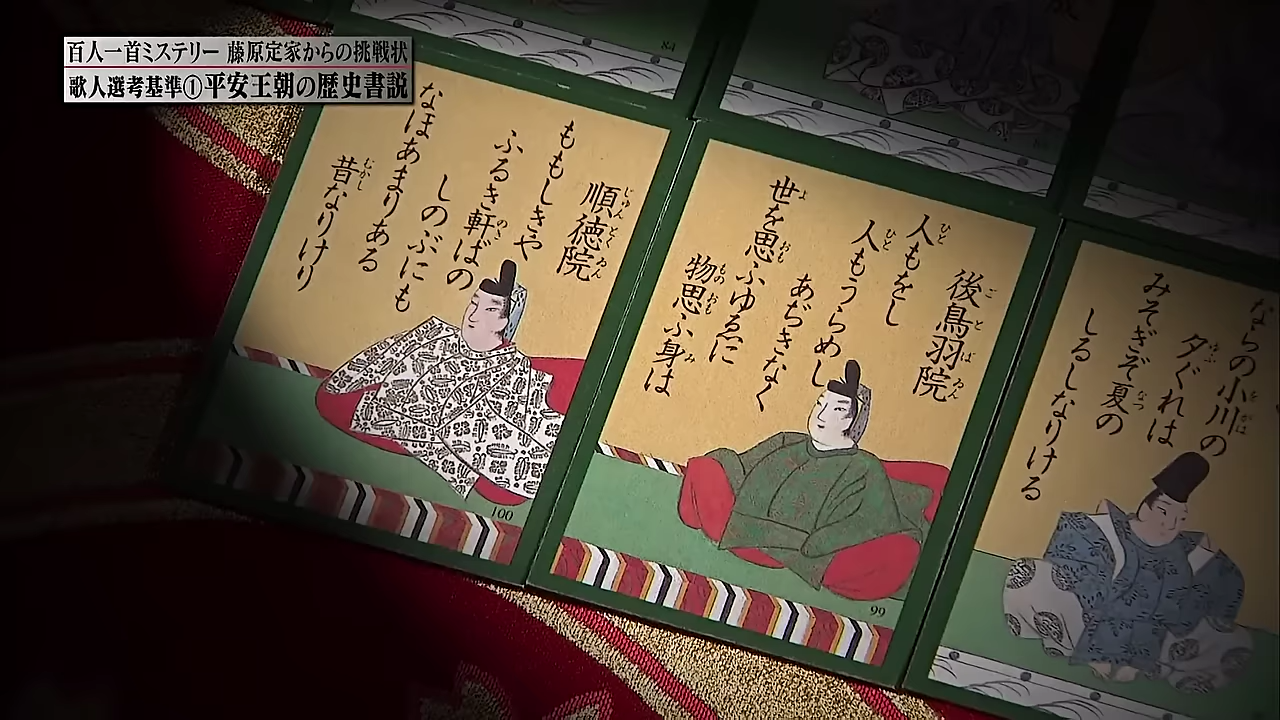 百人一首ミステリー 藤原定家からの挑戦状
歌人選考基準①平安王朝の歴史書説
84
ならの小川の
夕ぐれは
みそぎぞ夏の
しるしなりける
後鳥羽院
人もをし
人もうらめし
あぢきなく
世を思ふゆゑに
物思ふ身は
99
順徳院
ももしきや
ふるき軒ばの
しのぶにも
なほあまりある
昔なりけり
100